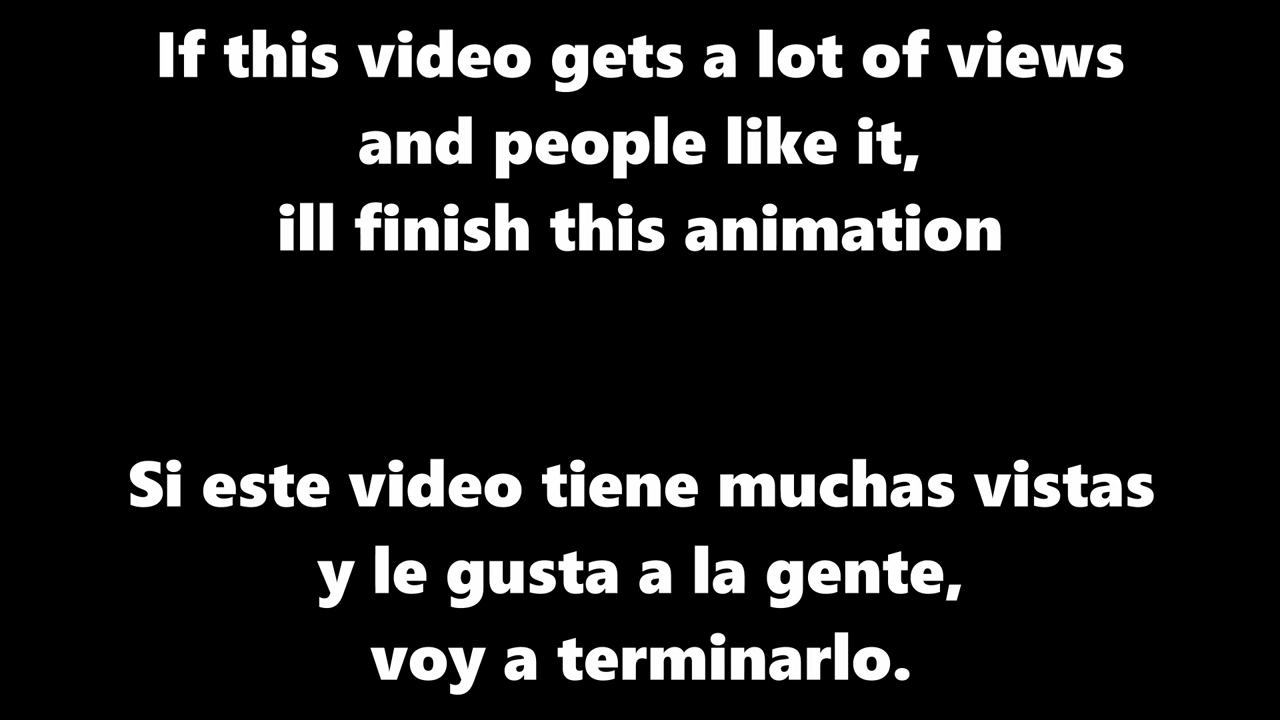 If this video gets a lot of views
and people like it,
ill finish this animation
Si este video tiene muchas vistas
y le gusta a la gente,
voy a terminarlo.